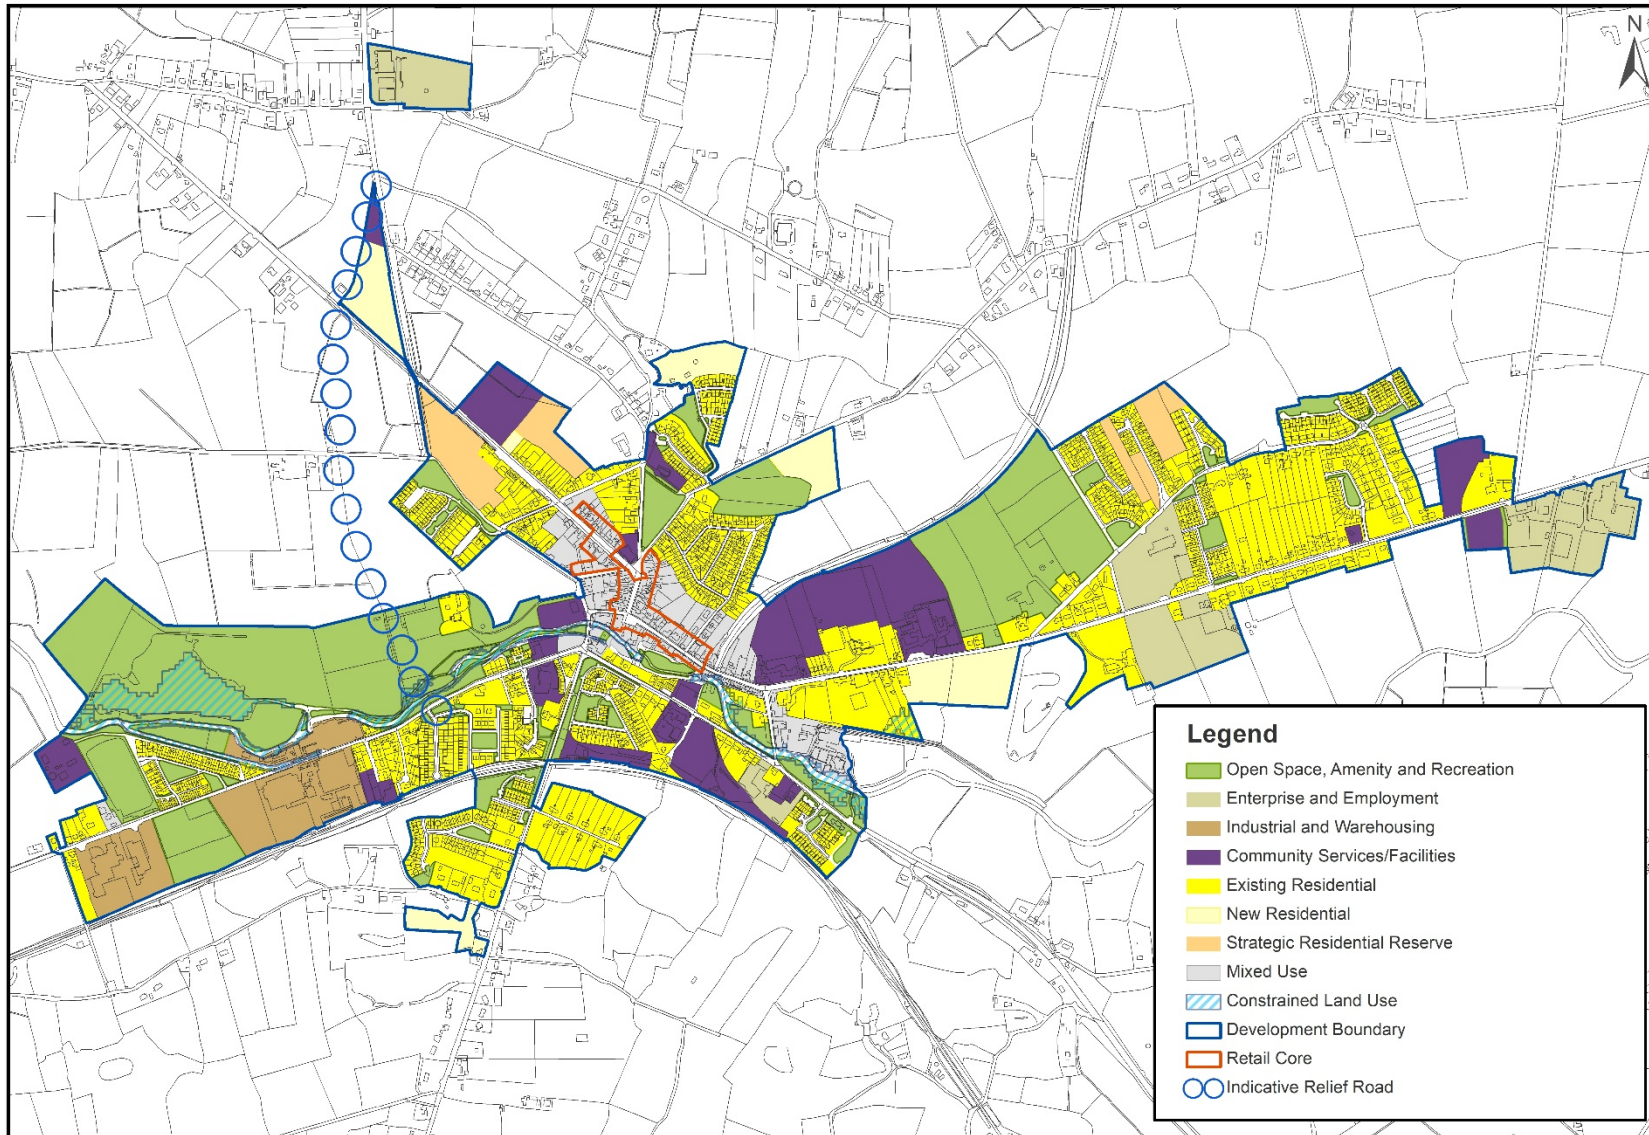 N
Legend
Open Space, Amenity and Recreation
Enterprise and Employment
Industrial and Warehousing
Community Services/Facilities
Existing Residential
New Residential
Strategic Residential Reserve
Mixed Use
Constrained Land Use
Development Boundary
Retail Core
Indicative Relief Road